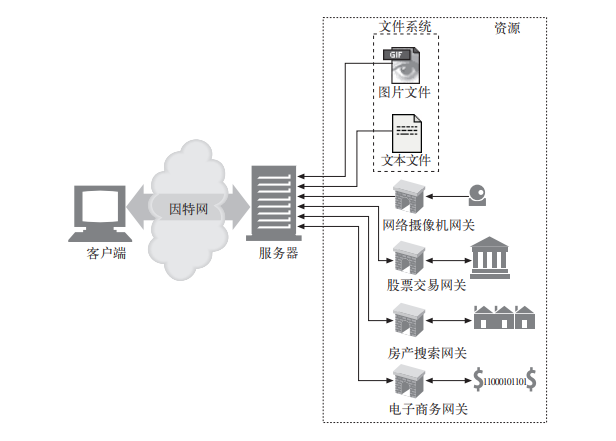 文件系统
资源
GIF
图片文件
文本文件
因特网
客户端
服务器
网络摄像机网关
股票交易网关
房产搜索网关
$11000101101$
电子商务网关